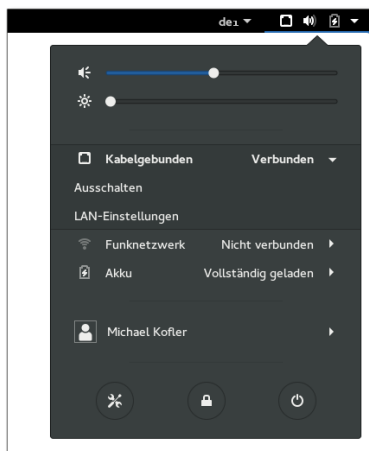 de₁
Kabelgebunden Verbunden
Ausschalten
LAN-Einstellungen
Funknetzwerk Nicht verbunden
Akku Vollständig geladen
Michael Kofler